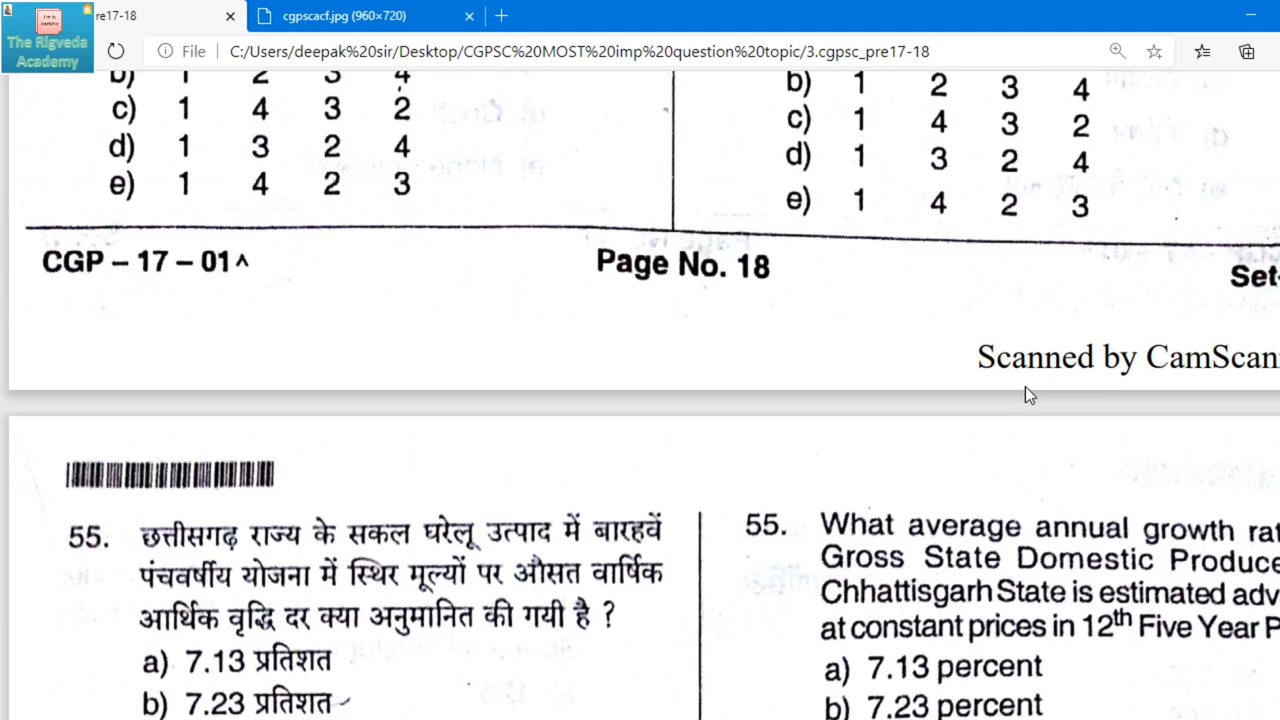 The Rigveda
Academy
re17-18
cgpscacf.jpg (960×720)
File
C:/Users/deepak%20sir/Desktop/CGPSC%20MOST%20imp%20question%20topic/3.cgpsc_pre17-18
b) 1 2 3 4
c) 1 4 3 2
d) 1 3 2 4
e) 1 4 2 3
b) 1 2 3 4
c) 1 4 3 2
d) 1 3 2 4
e) 1 4 2 3
CGP – 17 – 01^
Page No. 18
Set-
Scanned by CamScan
55. छत्तीसगढ़ राज्य के सकल घरेलू उत्पाद में बारहवें
पंचवर्षीय योजना में स्थिर मूल्यों पर औसत वार्षिक
आर्थिक वृद्धि दर क्या अनुमानित की गयी है ?
a) 7.13 प्रतिशत
b) 7.23 प्रतिशत
55. What average annual growth rat
Gross State Domestic Produce
Chhattisgarh State is estimated adv
at constant prices in 12th Five Year P
a) 7.13 percent
b) 7.23 percent